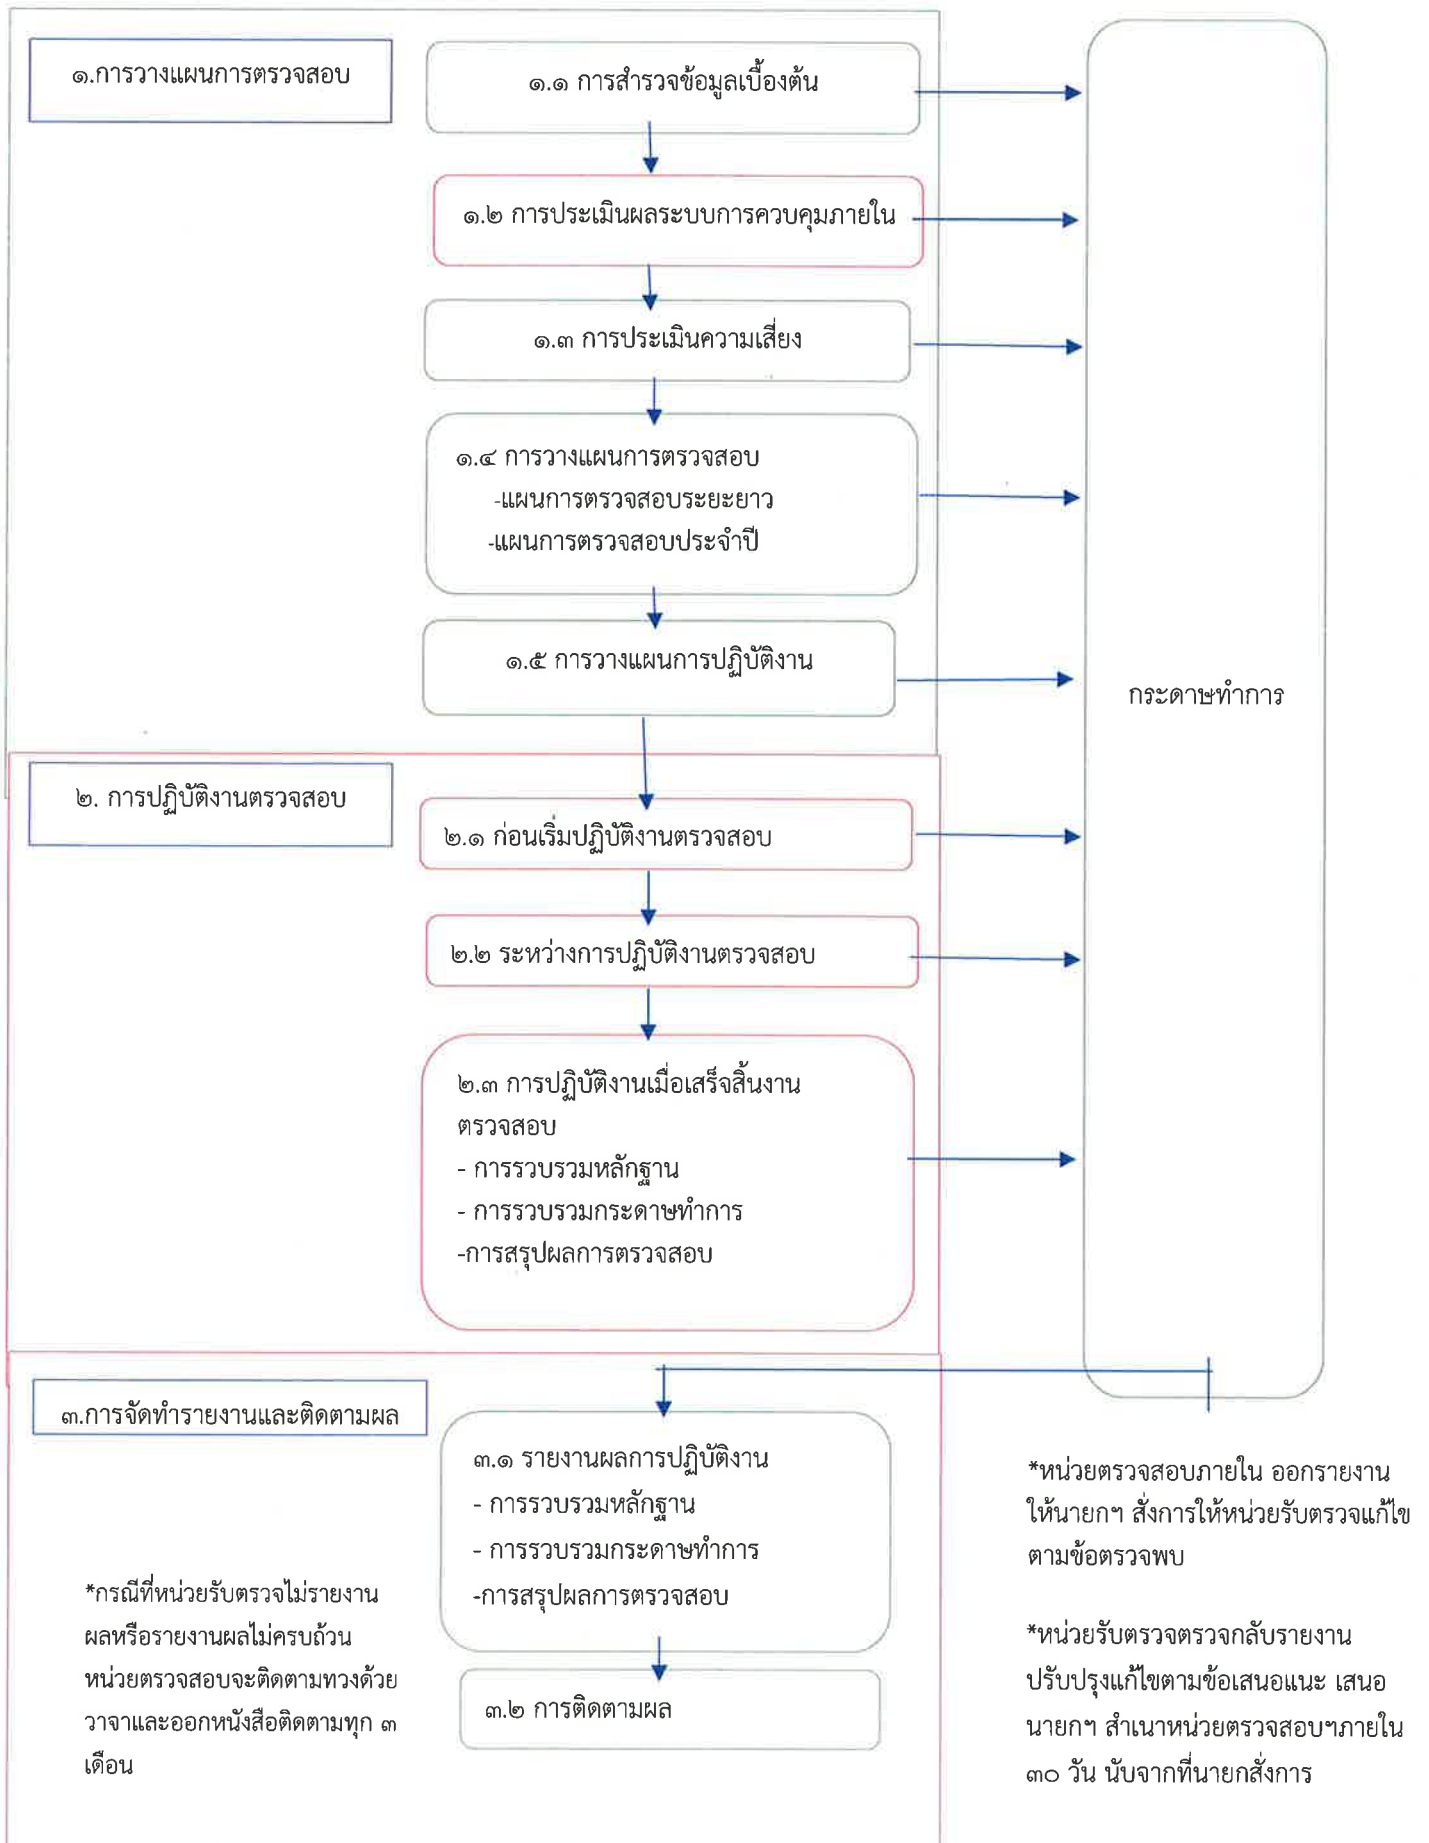 ๑.การวางแผนการตรวจสอบ
๑.๑ การสำรวจข้อมูลเบื้องต้น
๑.๒ การประเมินผลระบบการควบคุมภายใน
๑.๓ การประเมินความเสี่ยง
๑.๔ การวางแผนการตรวจสอบ
-แผนการตรวจสอบระยะยาว
-แผนการตรวจสอบประจำปี
๑.๕ การวางแผนการปฏิบัติงาน
กระดาษทำการ
๒. การปฏิบัติงานตรวจสอบ
๒.๑ ก่อนเริ่มปฏิบัติงานตรวจสอบ
๒.๒ ระหว่างการปฏิบัติงานตรวจสอบ
๒.๓ การปฏิบัติงานเมื่อเสร็จสิ้นงาน
ตรวจสอบ
- การรวบรวมหลักฐาน
- การรวบรวมกระดาษทำการ
-การสรุปผลการตรวจสอบ
๓.การจัดทำรายงานและติดตามผล
๓.๑ รายงานผลการปฏิบัติงาน
- การรวบรวมหลักฐาน
- การรวบรวมกระดาษทำการ
-การสรุปผลการตรวจสอบ
๓.๒ การติดตามผล
*กรณีที่หน่วยรับตรวจไม่รายงาน
ผลหรือรายงานผลไม่ครบถ้วน
หน่วยตรวจสอบจะติดตามทวงด้วย
วาจาและออกหนังสือติดตามทุก ๓
เดือน
*หน่วยตรวจสอบภายใน ออกรายงาน
ให้นายกฯ สั่งการให้หน่วยรับตรวจแก้ไข
ตามข้อตรวจพบ
*หน่วยรับตรวจตรวจกลับรายงาน
ปรับปรุงแก้ไขตามข้อเสนอแนะ เสนอ
นายกฯ สำเนาหน่วยตรวจสอบฯภายใน
๓๐ วัน นับจากที่นายกสั่งการ